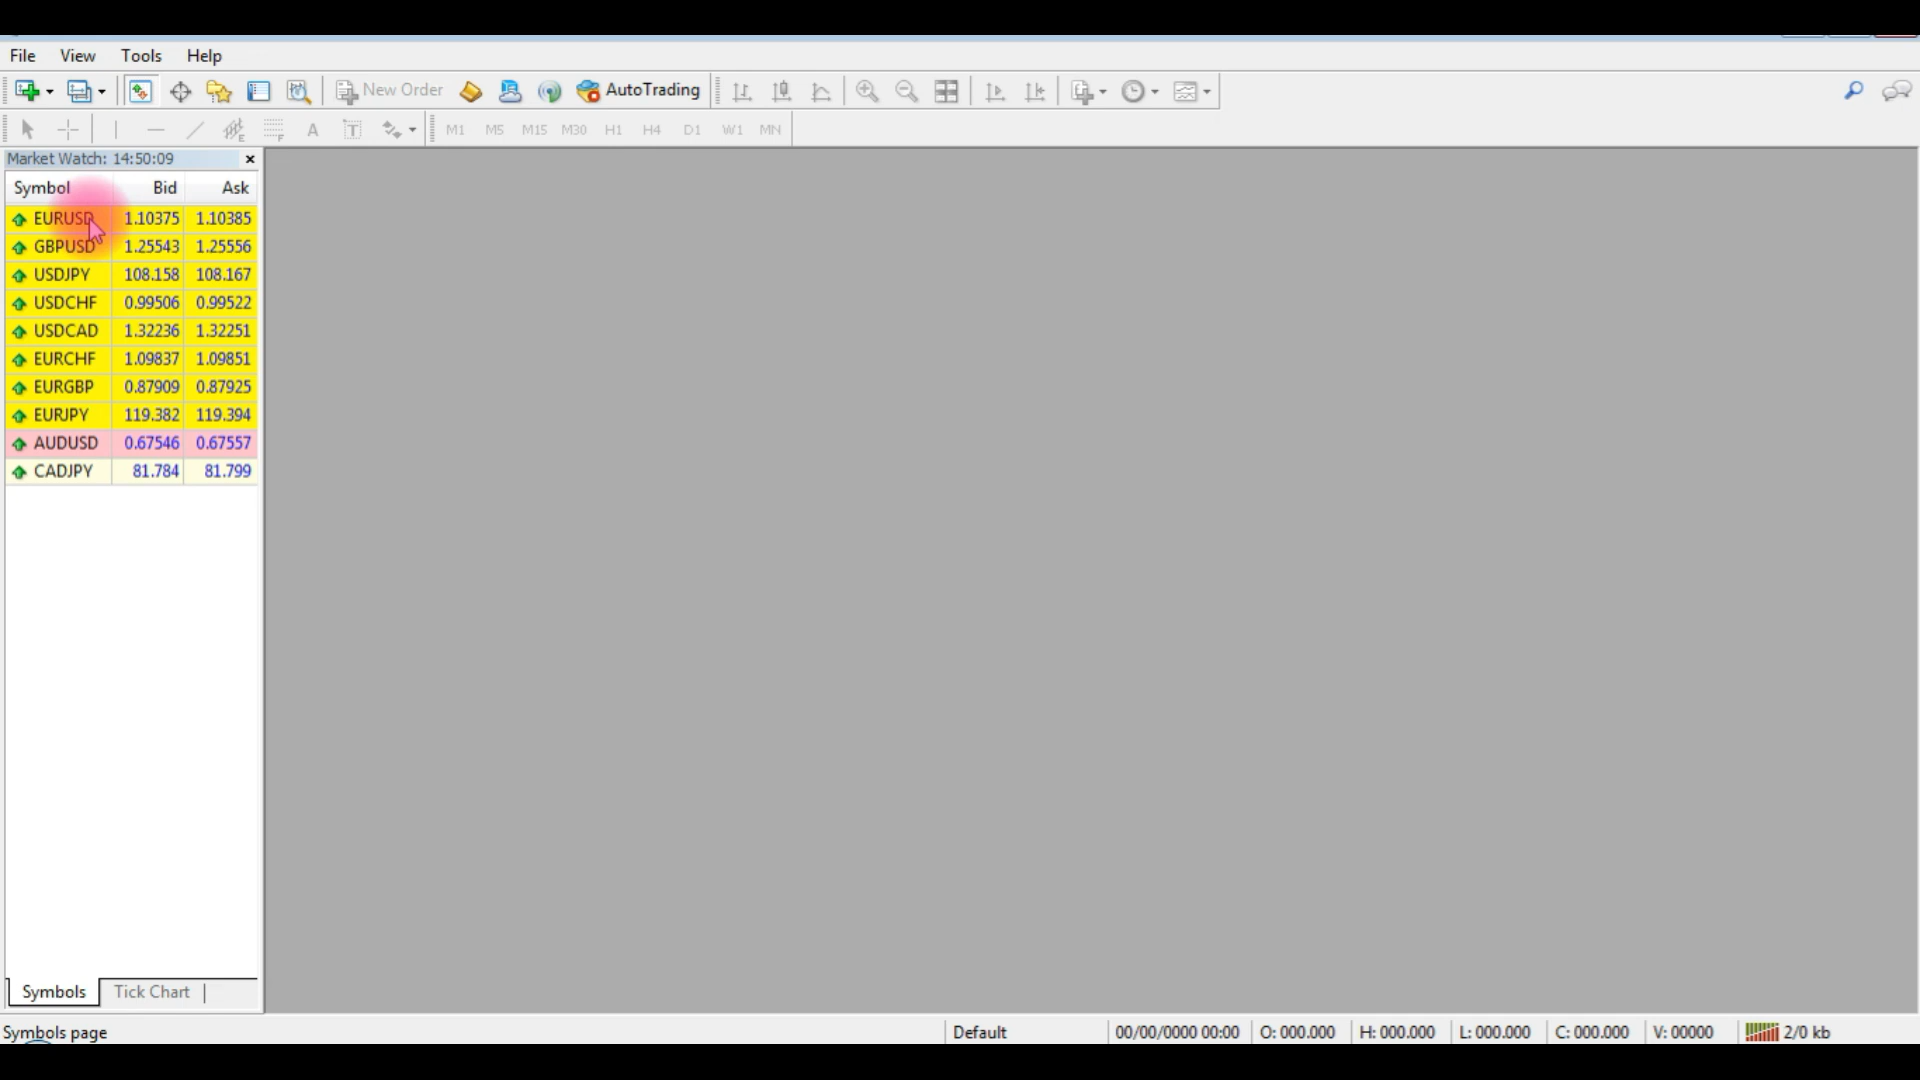 File View Tools Help
New Order AutoTrading
A T M1 M5 M15 M30 H1 H4 D1 W1 MN
Market Watch: 14:50:09
Symbol Bid Ask
EURUSD 1.10375 1.10385
GBPUSD 1.25543 1.25556
USDJPY 108.158 108.167
USDCHF 0.99506 0.99522
USDCAD 1.32236 1.32251
EURCHF 1.09837 1.09851
EURGBP 0.87909 0.87925
EURJPY 119.382 119.394
AUDUSD 0.67546 0.67557
CADJPY 81.784 81.799
Symbols Tick Chart
Symbols page Default 00/00/0000 00:00 O: 000.000 H: 000.000 L: 000.000 C: 000.000 V: 00000 2/0 kb